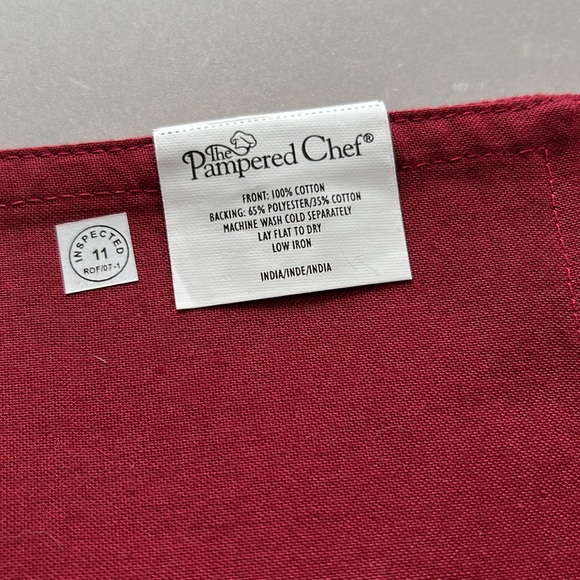 The
Pampered Chef®
FRONT: 100% COTTON
BACKING: 65% POLYESTER/35% COTTON
MACHINE WASH COLD SEPARATELY
LAY FLAT TO DRY
LOW IRON
INDIA/INDE/INDIA
INSPECTED
11
ROF/07-1